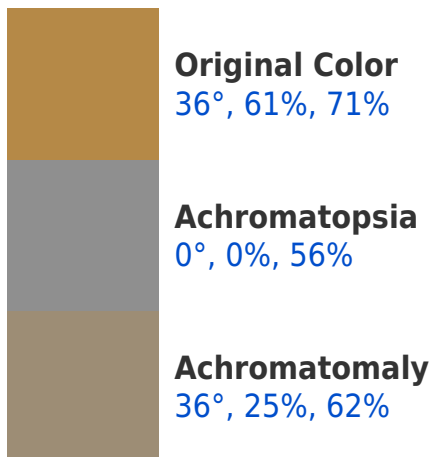 Original Color
36°, 61%, 71%
Achromatopsia
0°, 0%, 56%
Achromatomaly
36°, 25%, 62%